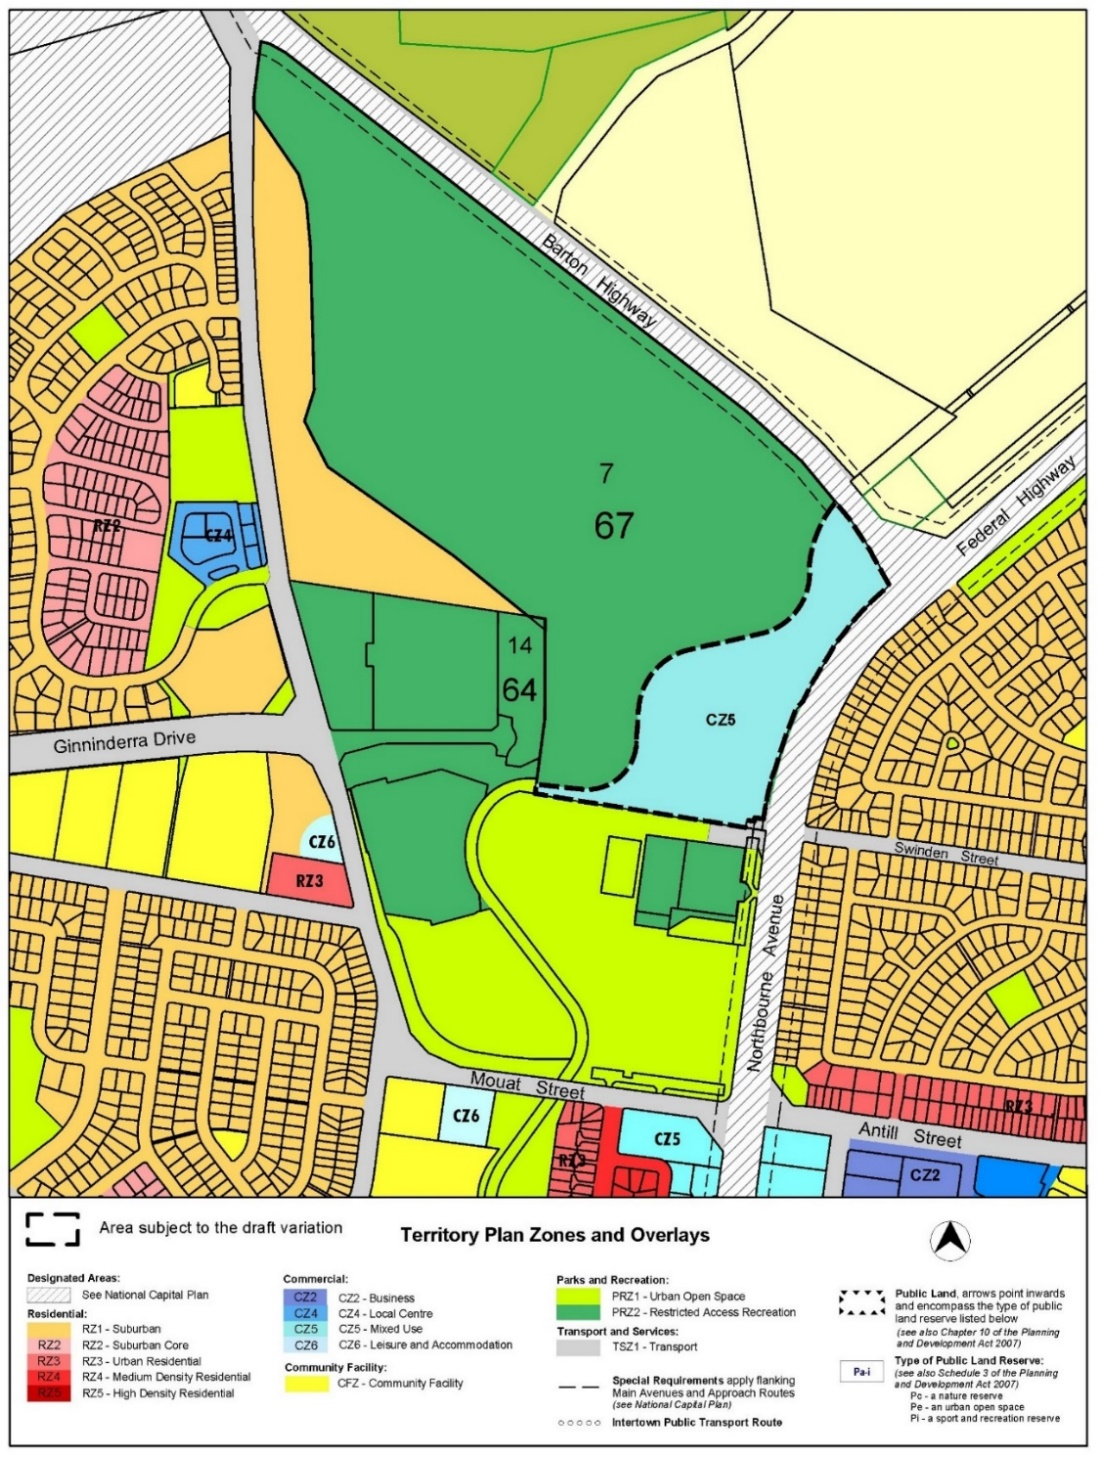 Barton Highway
Federal Highway
7
67
RZ2
CZ4
14
64
CZ5
Ginninderra Drive
CZ6
RZ3
Swinden Street
Northbourne Avenue
Mouat Street
CZ6
CZ5
RZ3
RZ3
Antill Street
CZ2
Area subject to the draft variation
Territory Plan Zones and Overlays
Designated Areas:
See National Capital Plan
Residential:
RZ1 - Suburban
RZ2 RZ2 - Suburban Core
RZ3 RZ3 - Urban Residential
RZ4 RZ4 - Medium Density Residential
RZ5 RZ5 - High Density Residential
Commercial:
CZ2 CZ2 - Business
CZ4 CZ4 - Local Centre
CZ5 CZ5 - Mixed Use
CZ6 CZ6 - Leisure and Accommodation
Community Facility:
CFZ - Community Facility
Parks and Recreation:
PRZ1 - Urban Open Space
PRZ2 - Restricted Access Recreation
Transport and Services:
TSZ1 - Transport
Special Requirements apply flanking
Main Avenues and Approach Routes
(see National Capital Plan)
Intertown Public Transport Route
Public Land, arrows point inwards
and encompass the type of public
land reserve listed below
(see also Chapter 10 of the Planning
and Development Act 2007)
Pa-i
Type of Public Land Reserve:
(see also Schedule 3 of the Planning
and Development Act 2007)
Pc - a nature reserve
Pe - an urban open space
Pi - a sport and recreation reserve